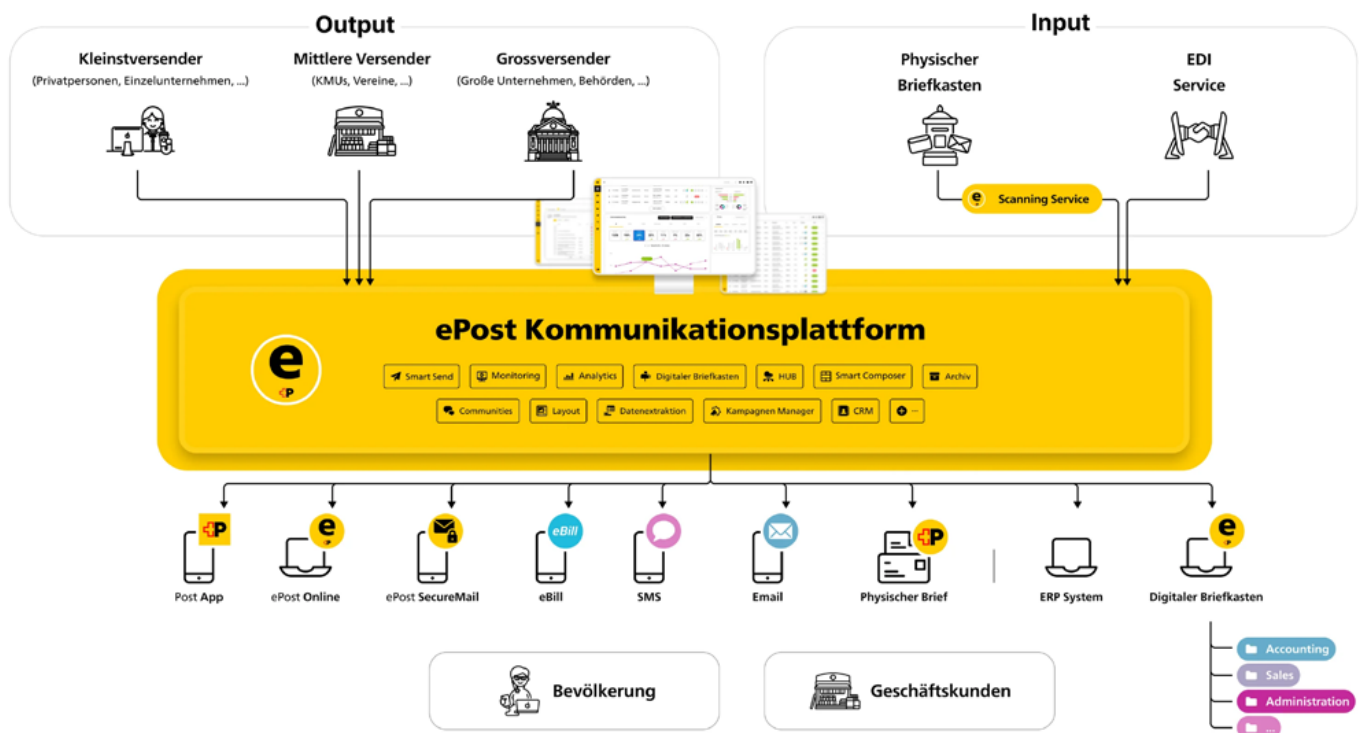 Output
Input
Kleinstversender
(Privatpersonen, Einzelunternehmen, ...)
Mittlere Versender
(KMUs, Vereine, ...)
Grossversender
(Große Unternehmen, Behörden, ...)
Physischer
Briefkasten
EDI
Service
e Scanning Service
ePost Kommunikationsplattform
e
P
Smart Send
Monitoring
Analytics
Digitaler Briefkasten
HUB
Smart Composer
Archiv
Communities
Layout
Datenextraktion
Kampagnen Manager
CRM
...
P
e
P
eBill
P
e
P
Post App
ePost Online
ePost SecureMail
eBill
SMS
Email
Physischer Brief
ERP System
Digitaler Briefkasten
Accounting
Sales
Administration
...
Bevölkerung
Geschäftskunden